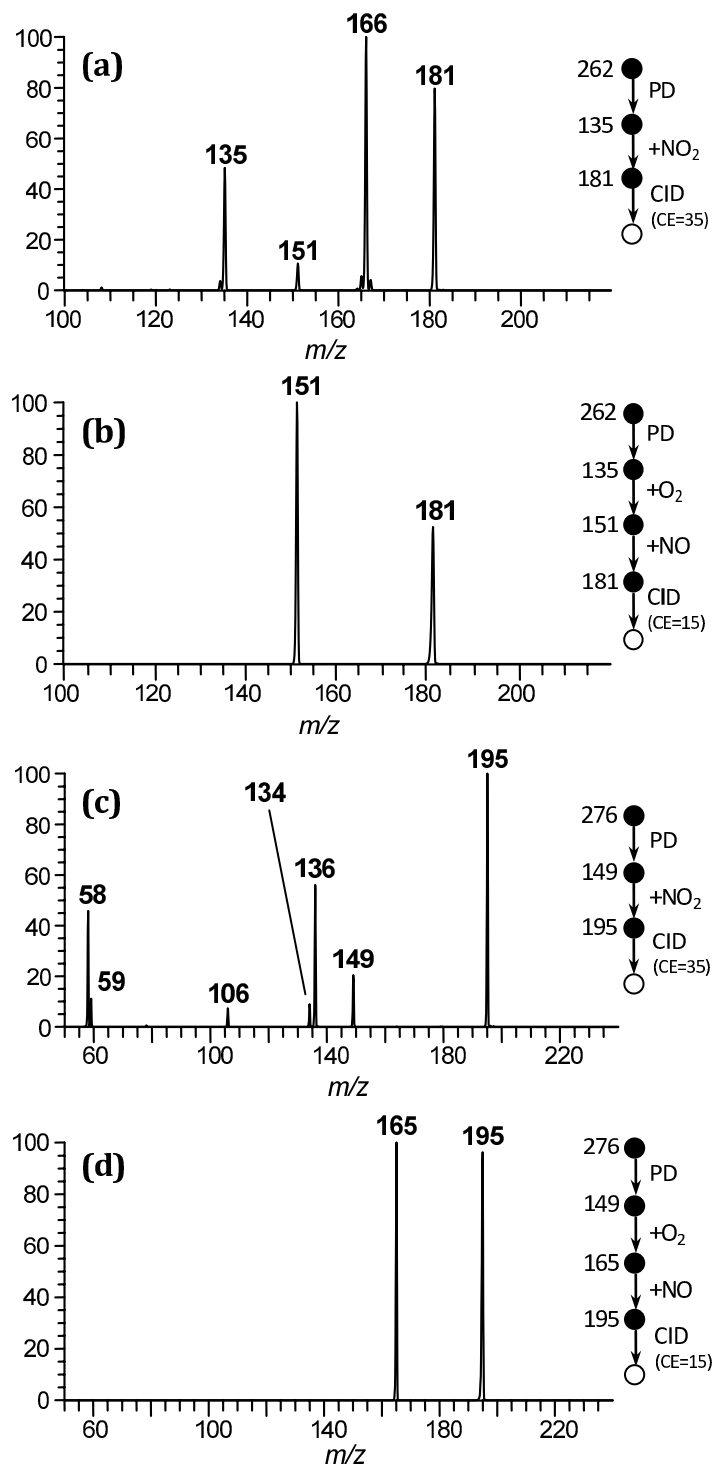 (a)
100
80
60
40
20
0
135
151
166
181
100 120 140 160 180 200
m/z
262
PD
135
+NO2
181
CID
(CE=35)
(b)
100
80
60
40
20
0
151
181
100 120 140 160 180 200
m/z
262
PD
135
+O2
151
+NO
181
CID
(CE=15)
(c)
100
80
60
40
20
0
58
59
106
134
136
149
195
60 100 140 180 220
m/z
276
PD
149
+NO2
195
CID
(CE=35)
(d)
100
80
60
40
20
0
165
195
60 100 140 180 220
m/z
276
PD
149
+O2
165
+NO
195
CID
(CE=15)